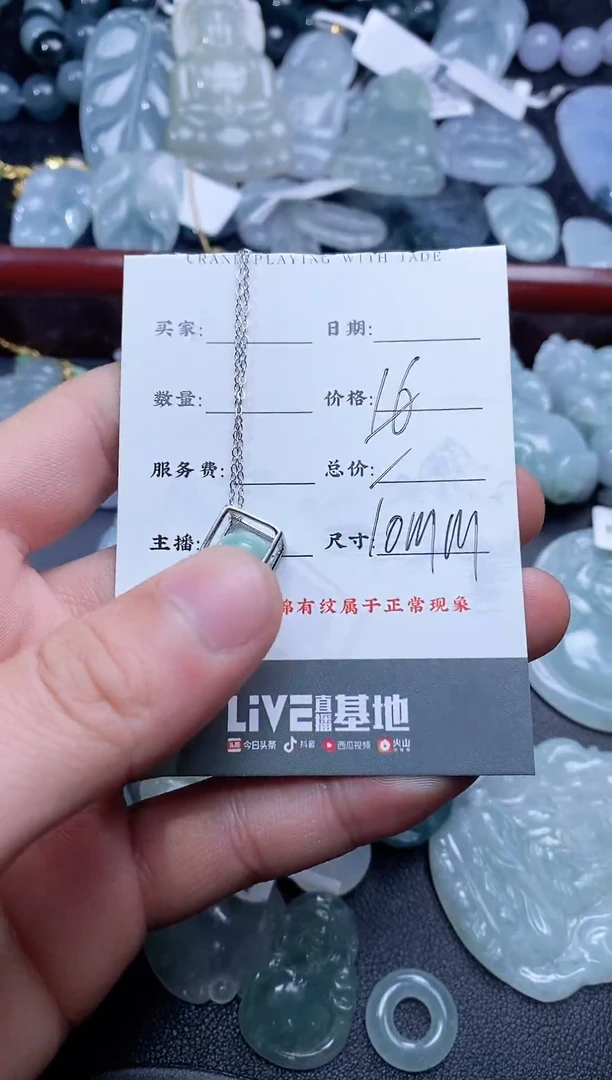 CRANE PLAYING WITH JADE
买家: 日期:
数量: 价格: 16
服务费: 总价: /
主播: 尺寸 10MM
有纹属于正常现象
LiVE直播基地
头条 今日头条 抖音 西瓜视频 火山